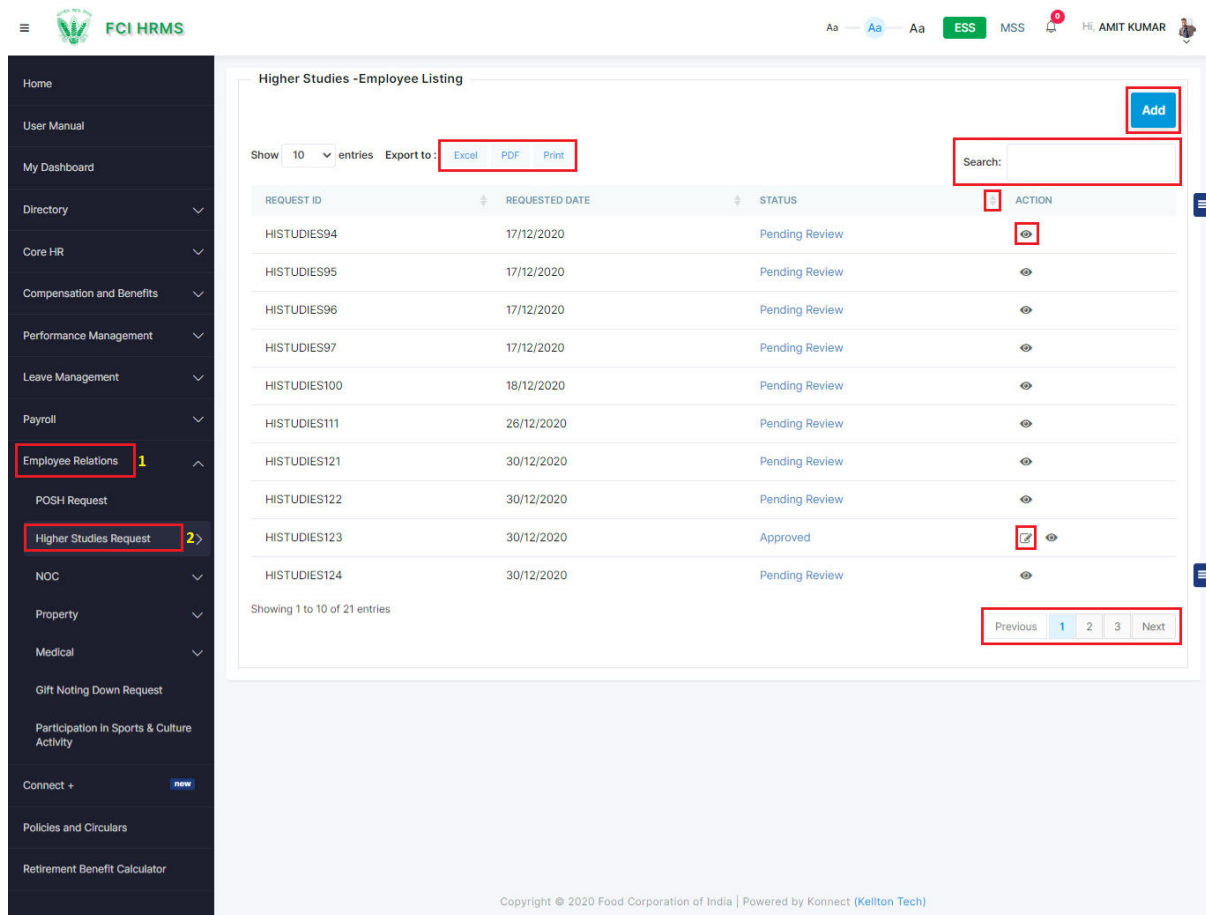 FCI HRMS
Aa Aa Aa ESS MSS 0 Hi, AMIT KUMAR
Home
User Manual
My Dashboard
Directory
Core HR
Compensation and Benefits
Performance Management
Leave Management
Payroll
Employee Relations 1
POSH Request
Higher Studies Request 2
NOC
Property
Medical
Gift Noting Down Request
Participation in Sports & Culture
Activity
Connect + new
Policies and Circulars
Retirement Benefit Calculator
Higher Studies -Employee Listing
Add
Show 10 entries Export to : Excel PDF Print
Search:
REQUEST ID REQUESTED DATE STATUS ACTION
HISTUDIES94 17/12/2020 Pending Review
HISTUDIES95 17/12/2020 Pending Review
HISTUDIES96 17/12/2020 Pending Review
HISTUDIES97 17/12/2020 Pending Review
HISTUDIES100 18/12/2020 Pending Review
HISTUDIES111 26/12/2020 Pending Review
HISTUDIES121 30/12/2020 Pending Review
HISTUDIES122 30/12/2020 Pending Review
HISTUDIES123 30/12/2020 Approved
HISTUDIES124 30/12/2020 Pending Review
Showing 1 to 10 of 21 entries
Previous 1 2 3 Next
Copyright © 2020 Food Corporation of India | Powered by Konnect (Kellton Tech)